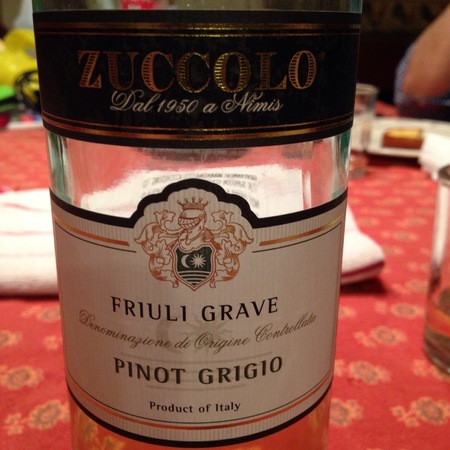 ZUCCOLO
Dal 1950 a Nimis
FRIULI GRAVE
Denominazione di Origine Controllata
PINOT GRIGIO
Product of Italy